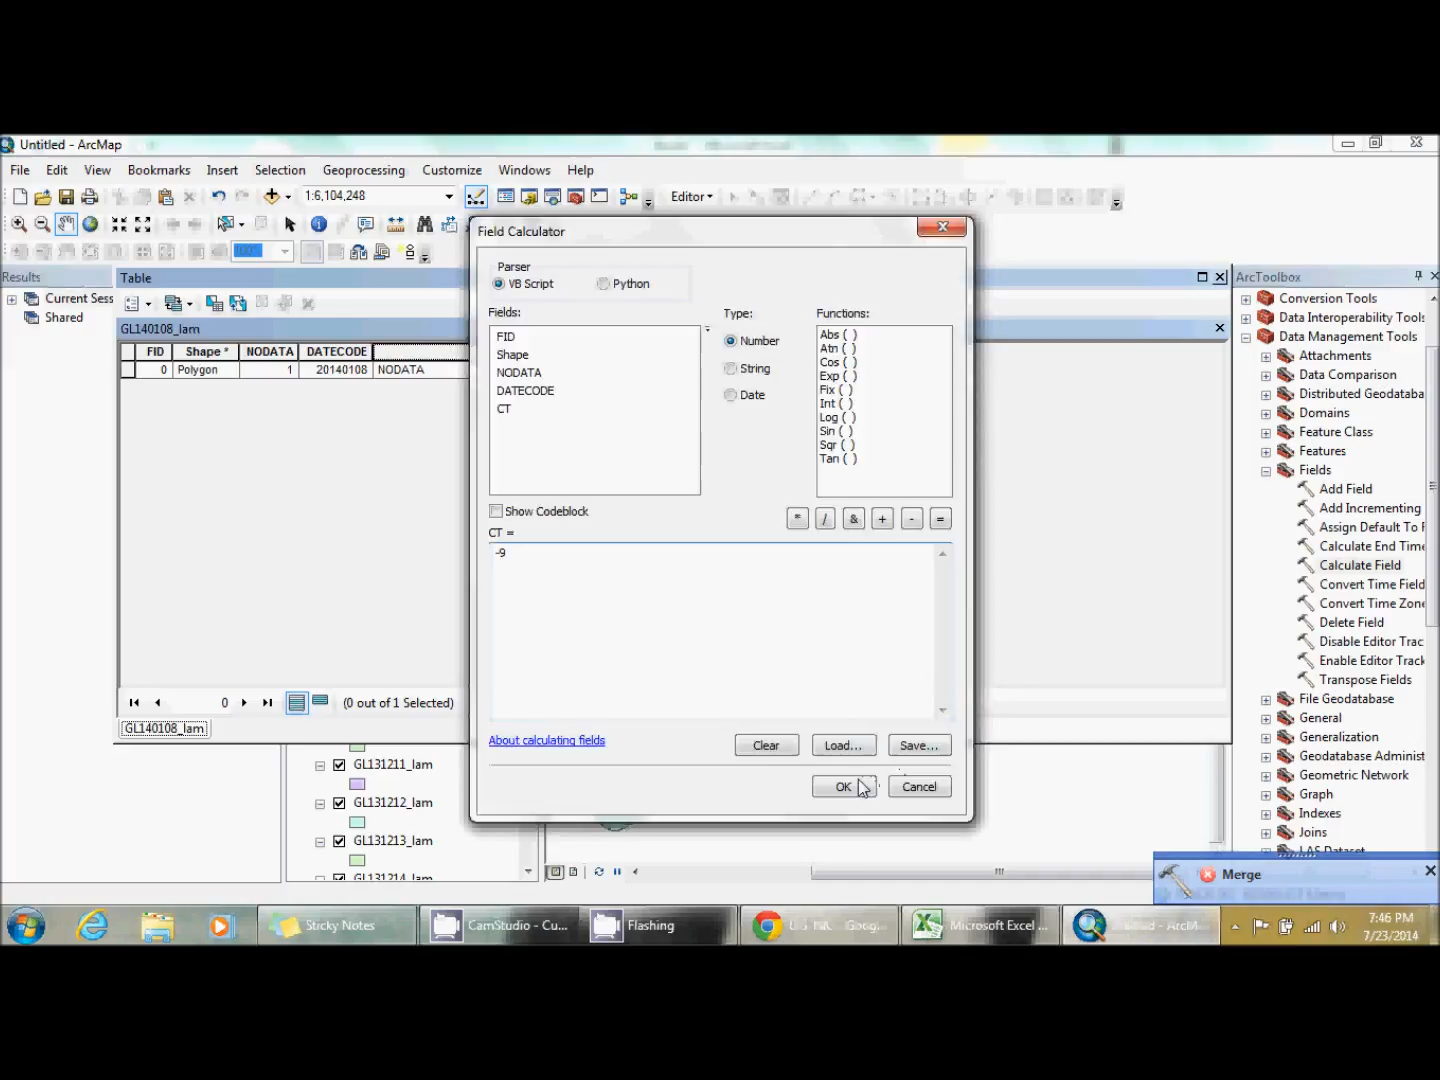 Untitled - ArcMap
File Edit View Bookmarks Insert Selection Geoprocessing Customize Windows Help
1:6,104,248
Editor
100%
Results
Current Sess
Shared
Table
GL140108_lam
FID Shape * NODATA DATECODE
0 Polygon 1 20140108 NODATA
0 (0 out of 1 Selected)
GL140108_lam
GL131211_lam
GL131212_lam
GL131213_lam
GL131214_lam
Field Calculator
Parser
VB Script Python
Fields:
FID
Shape
NODATA
DATECODE
CT
Type:
Number
String
Date
Functions:
Abs ( )
Atn ( )
Cos ( )
Exp ( )
Fix ( )
Int ( )
Log ( )
Sin ( )
Sqr ( )
Tan ( )
Show Codeblock
* / & + - =
CT =
-9
About calculating fields
Clear Load... Save...
OK Cancel
ArcToolbox
Conversion Tools
Data Interoperability Tools
Data Management Tools
Attachments
Data Comparison
Distributed Geodataba
Domains
Feature Class
Features
Fields
Add Field
Add Incrementing
Assign Default To F
Calculate End Time
Calculate Field
Convert Time Field
Convert Time Zone
Delete Field
Disable Editor Trac
Enable Editor Track
Transpose Fields
File Geodatabase
General
Generalization
Geodatabase Administ
Geometric Network
Graph
Indexes
Joins
LAS Dataset
Merge
Sticky Notes
CamStudio - Cu...
Flashing
Microsoft Excel ...
7:46 PM
7/23/2014